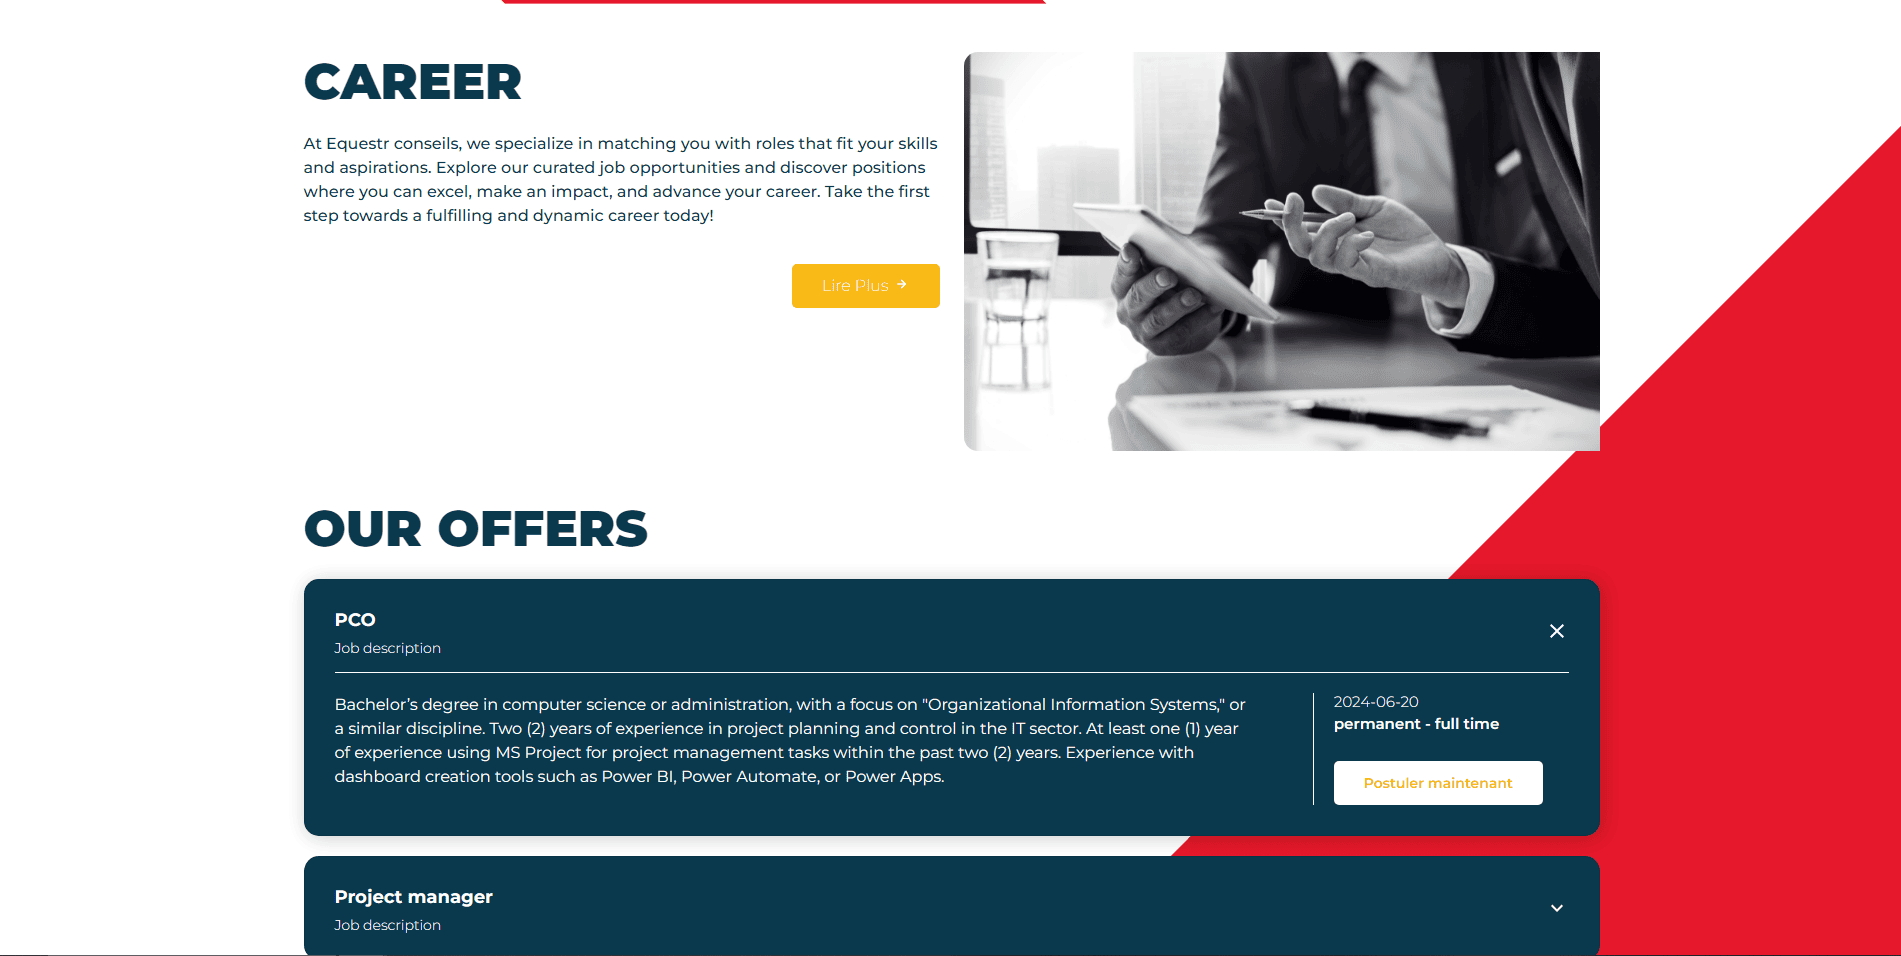 CAREER
At Equestr conseils, we specialize in matching you with roles that fit your skills
and aspirations. Explore our curated job opportunities and discover positions
where you can excel, make an impact, and advance your career. Take the first
step towards a fulfilling and dynamic career today!
Lire Plus
OUR OFFERS
PCO
Job description
Bachelor’s degree in computer science or administration, with a focus on "Organizational Information Systems," or
a similar discipline. Two (2) years of experience in project planning and control in the IT sector. At least one (1) year
of experience using MS Project for project management tasks within the past two (2) years. Experience with
dashboard creation tools such as Power BI, Power Automate, or Power Apps.
2024-06-20
permanent - full time
Postuler maintenant
Project manager
Job description